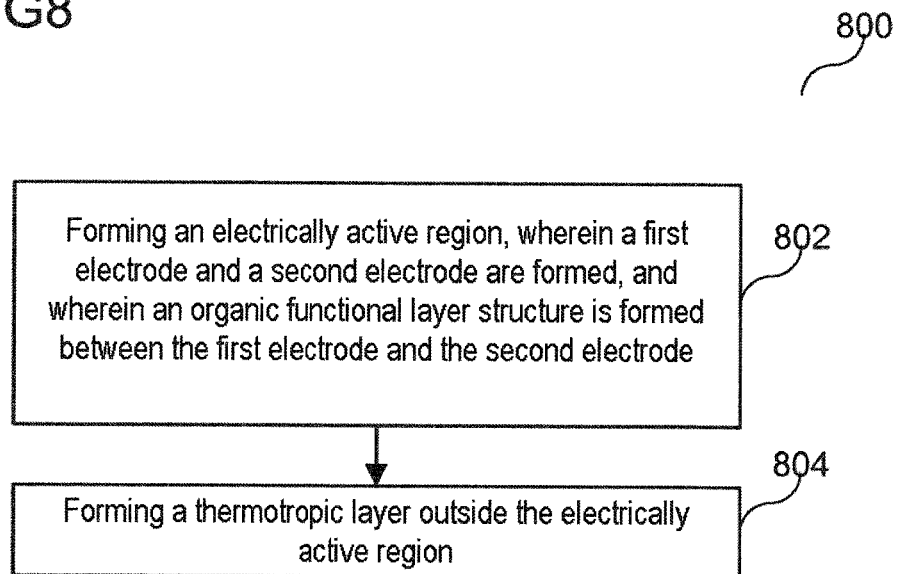 G8
800
Forming an electrically active region, wherein a first
electrode and a second electrode are formed, and
wherein an organic functional layer structure is formed
between the first electrode and the second electrode
802
804
Forming a thermotropic layer outside the electrically
active region